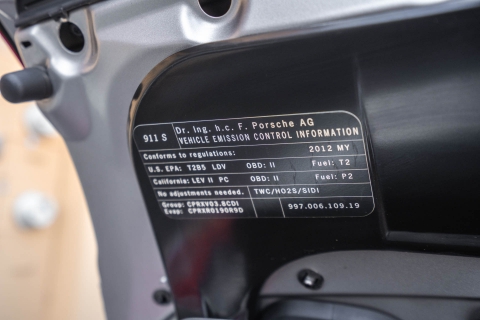 911 S Dr. Ing. h.c. F. Porsche AG
VEHICLE EMISSION CONTROL INFORMATION
Conforms to regulations: 2012 MY
U.S. EPA: T2B5 LDV OBD: II Fuel: T2
California: LEV II PC OBD: II Fuel: P2
No adjustments needed. TWC/HO2S/SIDI
Group: CPRXV03.8CDI
Evap: CPRXR0190R9D 997.006.109.19